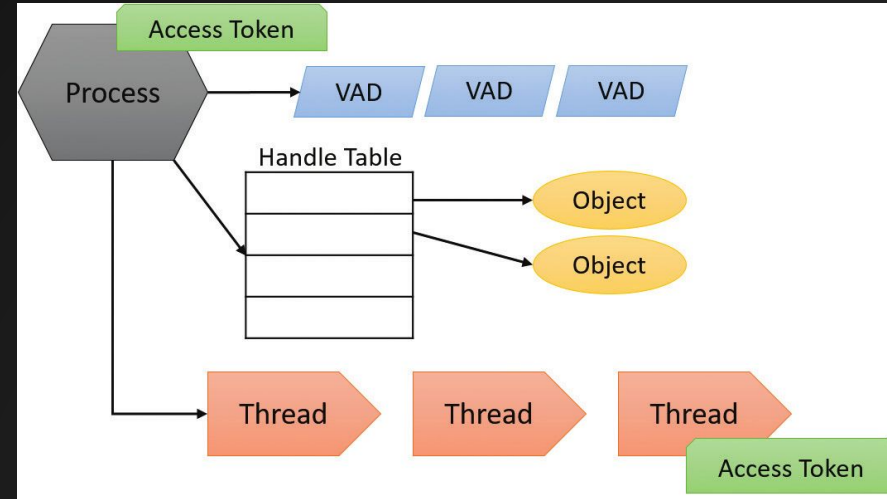 Access Token
Process
VAD VAD VAD
Handle Table
Object
Object
Thread Thread Thread
Access Token